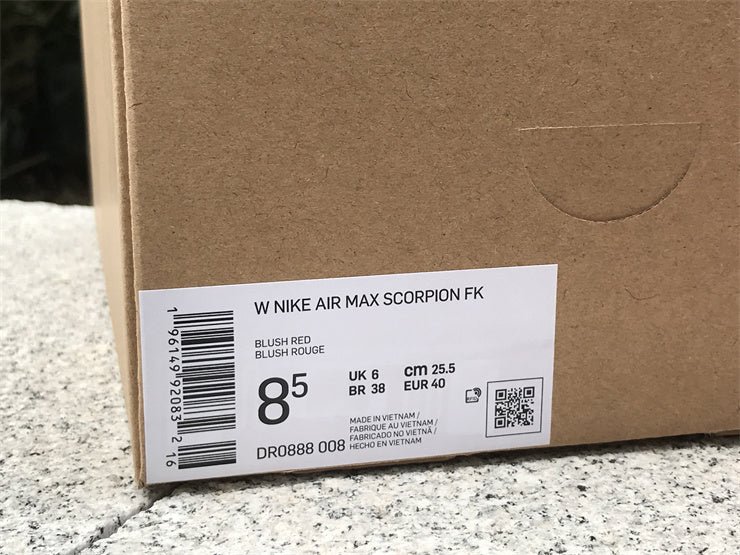 W NIKE AIR MAX SCORPION FK
BLUSH RED
BLUSH ROUGE
8 5
UK 6
cm 25.5
BR 38
EUR 40
MADE IN VIETNAM /
FABRIQUE AU VIETNAM /
FABRICADO NO VIETNÃ /
HECHO EN VIETNAM
DR0888 008
1 96149 92083 2 16